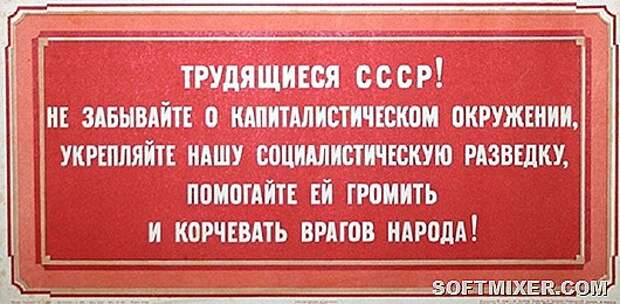 ТРУДЯЩИЕСЯ СССР!
НЕ ЗАБЫВАЙТЕ О КАПИТАЛИСТИЧЕСКОМ ОКРУЖЕНИИ,
УКРЕПЛЯЙТЕ НАШУ СОЦИАЛИСТИЧЕСКУЮ РАЗВЕДКУ,
ПОМОГАЙТЕ ЕЙ ГРОМИТЬ
И КОРЧЕВАТЬ ВРАГОВ НАРОДА!
SOFTMIXER.COM